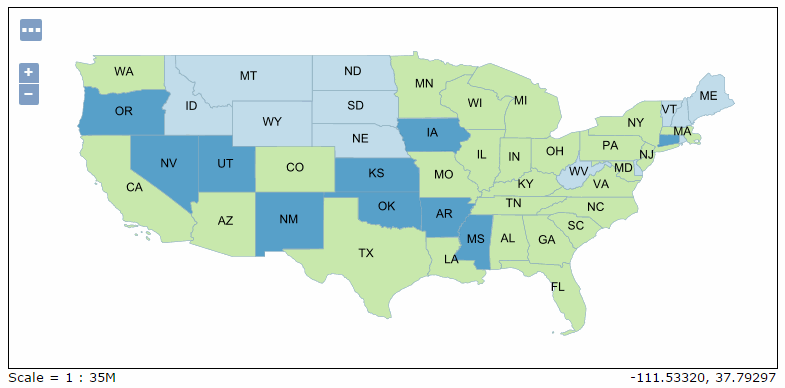 WA
MT
ND
MN
ME
VT
SD
ID
WI
MI
OR
WY
NY
MA
IA
NE
PA
OH
NJ
IL
IN
NV
UT
CO
KS
MO
WV
MD
KY
VA
CA
OK
TN
NC
AZ
NM
AR
SC
MS
AL
GA
TX
LA
FL
Scale = 1 : 35M
-111.53320, 37.79297